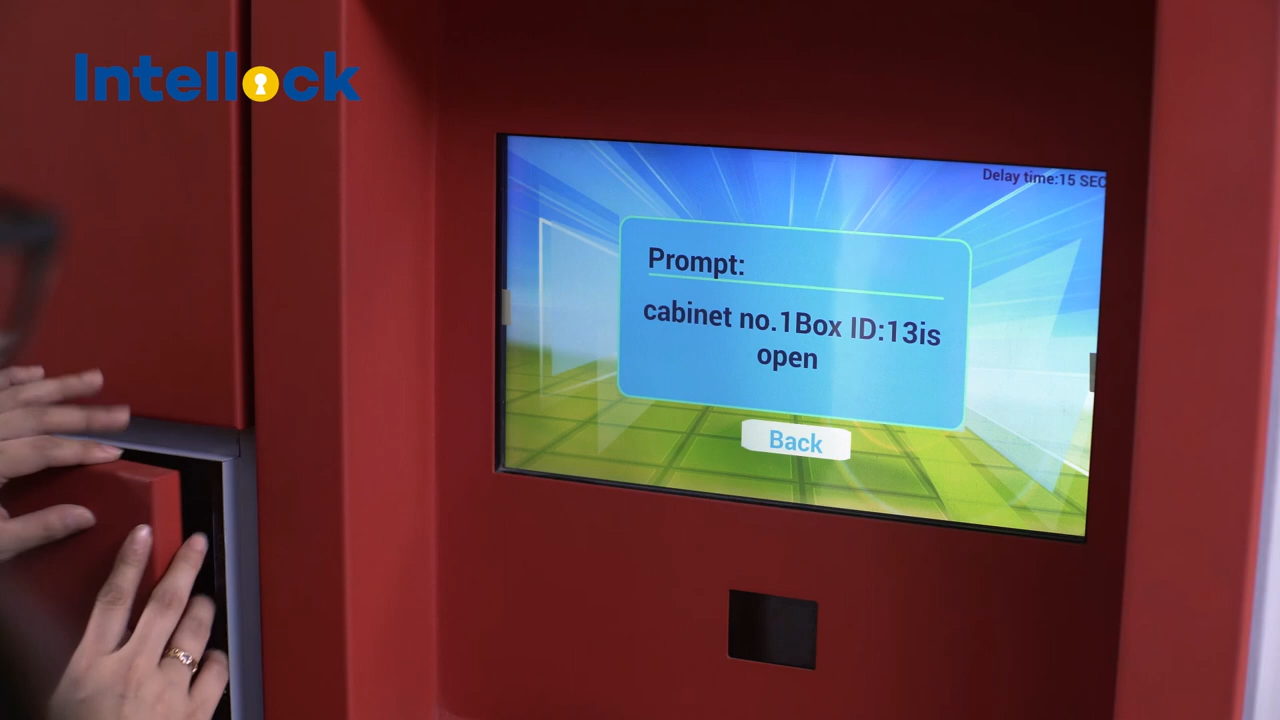 Intellock
Delay time:15 SEC
Prompt:
cabinet no.1Box ID:13is
open
Back